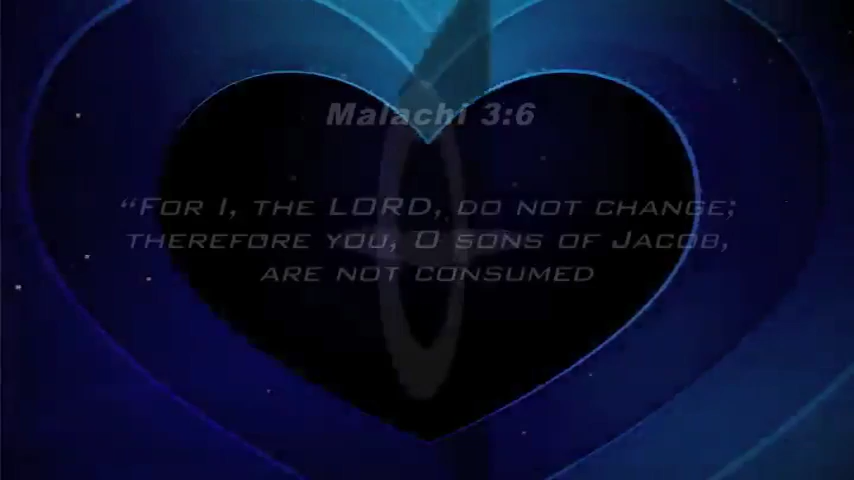 Malachi 3:6
“For I, the LORD, do not change;
therefore you, O sons of Jacob,
are not consumed